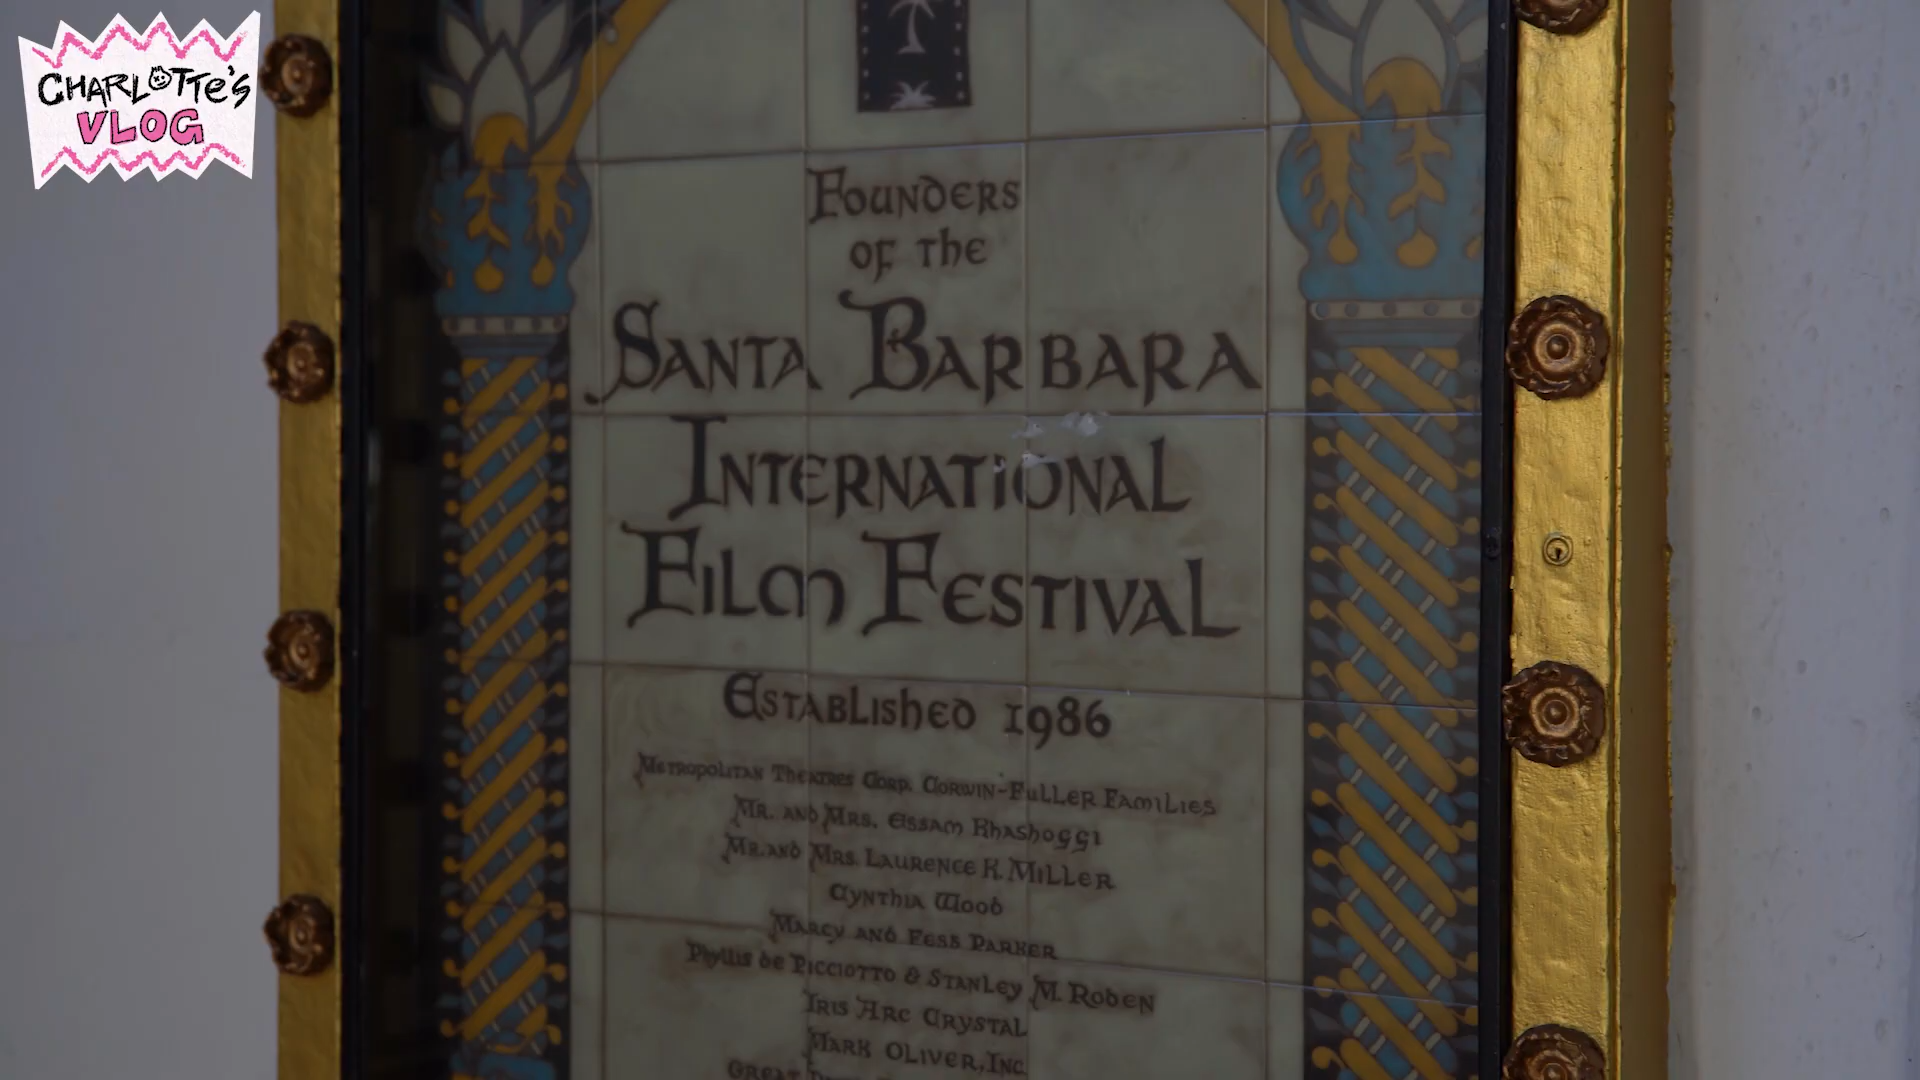 CHARLOTTE'S
VLOG
FOUNDERS
OF THE
SANTA BARBARA
INTERNATIONAL
FILM FESTIVAL
ESTABLISHED 1986
METROPOLITAN THEATRES CORP. CORWIN-FULLER FAMILIES
MR. AND MRS. ESSAM KHASHOGGI
MR. AND MRS. LAURENCE K. MILLER
CYNTHIA WOOD
MARCY AND FESS PARKER
PHYLLIS DE PICCIOTTO & STANLEY M. RODEN
IRIS ARC CRYSTAL
MARK OLIVER, INC.
GREAT